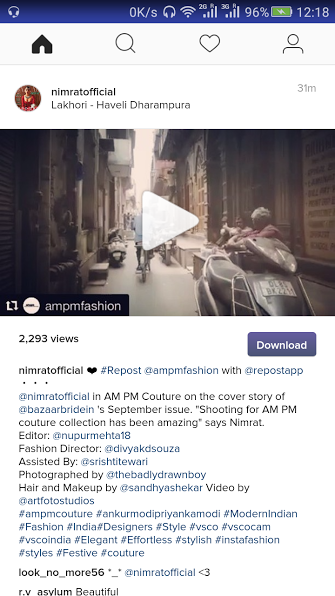 0K/s 2G R 3G R 96% 12:18
nimratofficial 31m
Lakhori - Haveli Dharampura
ampmfashion
2,293 views
Download
nimratofficial ❤ #Repost @ampmfashion with @repostapp
・・・
@nimratofficial in AM PM Couture on the cover story of
@bazaarbridein 's September issue. "Shooting for AM PM
couture collection has been amazing" says Nimrat.
Editor: @nupurmehta18
Fashion Director: @divyakdsouza
Assisted By: @srishtitewari
Photographed by @thebadlydrawnboy
Hair and Makeup by @sandhyashekar Video by
@artfotostudios
#ampmcouture #ankurmodipriyankamodi #ModernIndian
#Fashion #India#Designers #Style #vsco #vscocam
#vscoindia #Elegant #Effortless #stylish #instafashion
#styles #Festive #couture
look_no_more56 *_* @nimratofficial <3
r.v_asylum Beautiful